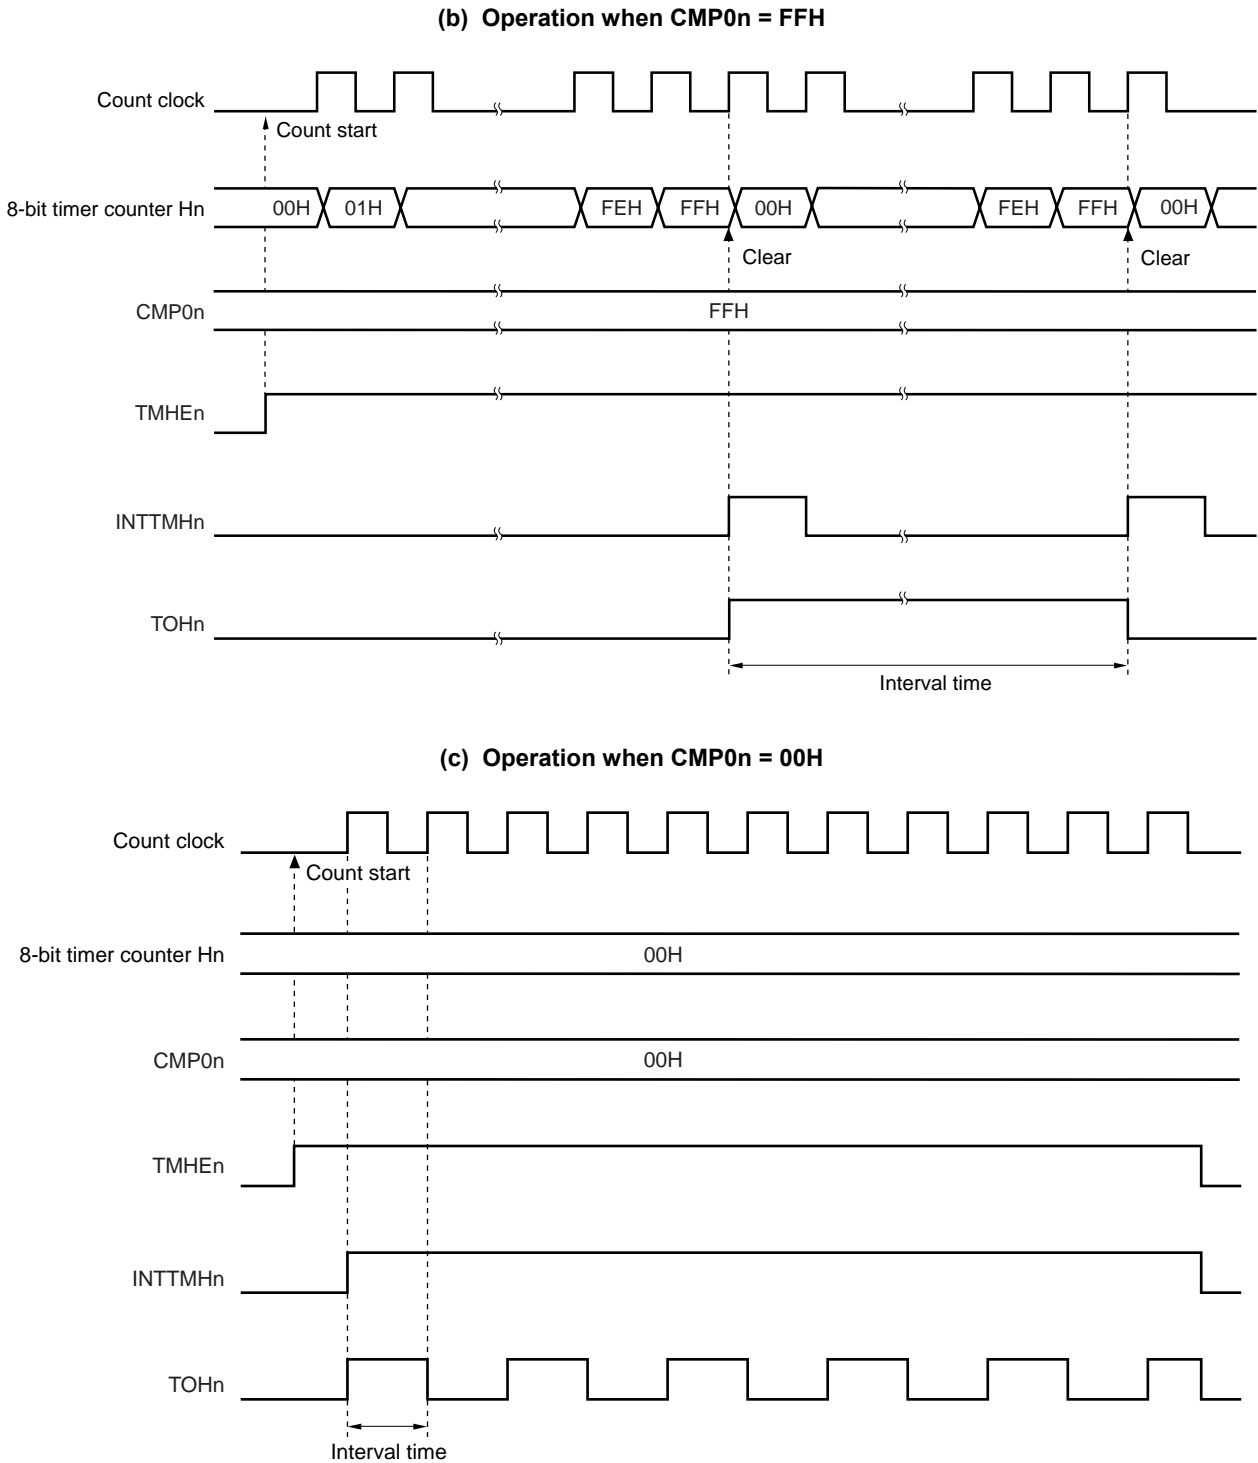 (b) Operation when CMP0n = FFH
Count clock
Count start
8-bit timer counter Hn 00H 01H FEH FFH 00H FEH FFH 00H
Clear Clear
CMP0n FFH
TMHEn
INTTMHn
TOHn
Interval time
(c) Operation when CMP0n = 00H
Count clock
Count start
8-bit timer counter Hn 00H
CMP0n 00H
TMHEn
INTTMHn
TOHn
Interval time